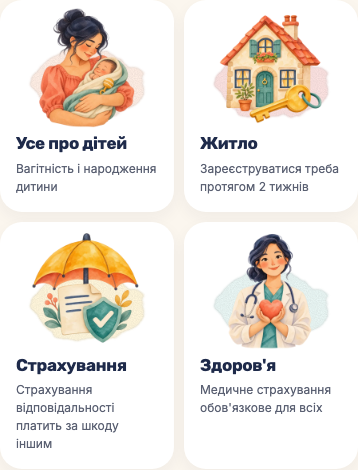 Усе про дітей
Вагітність і народження
дитини
Житло
Зареєструватися треба
протягом 2 тижнів
Страхування
Страхування
відповідальності
платить за шкоду
іншим
Здоров'я
Медичне страхування
обов'язкове для всіх